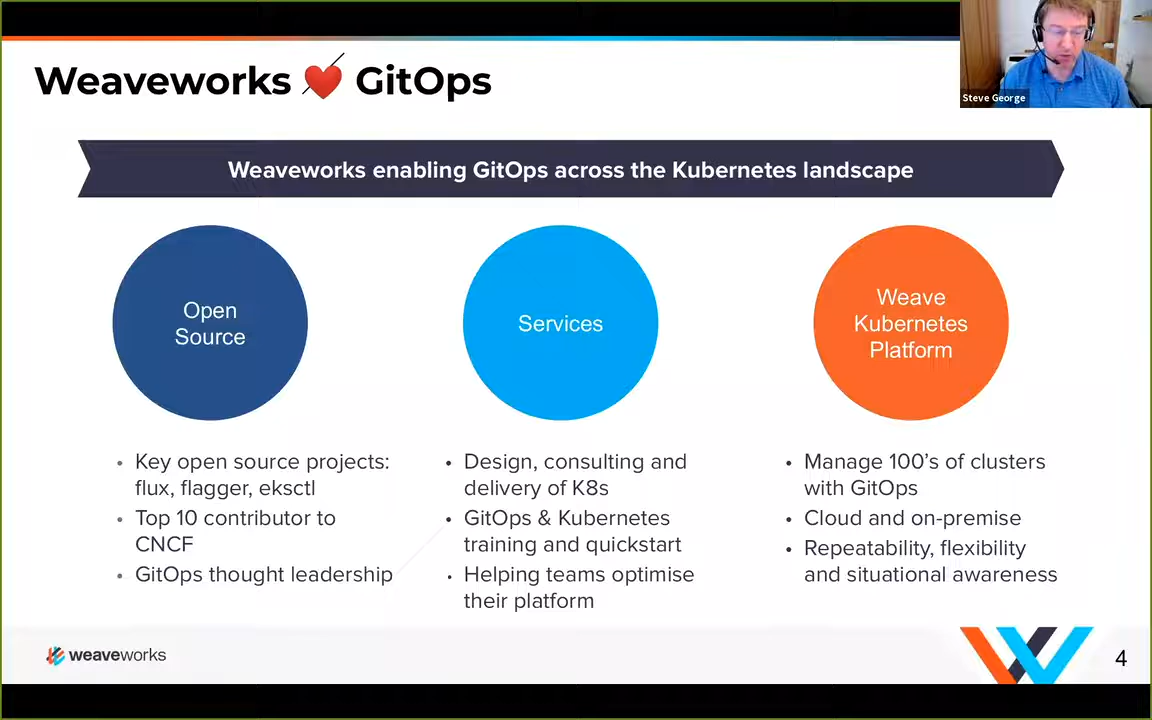 Weaveworks ❤️ GitOps
Steve George
Weaveworks enabling GitOps across the Kubernetes landscape
Open
Source
Services
Weave
Kubernetes
Platform
• Key open source projects:
flux, flagger, eksctl
• Top 10 contributor to
CNCF
• GitOps thought leadership
• Design, consulting and
delivery of K8s
• GitOps & Kubernetes
training and quickstart
• Helping teams optimise
their platform
• Manage 100’s of clusters
with GitOps
• Cloud and on-premise
• Repeatability, flexibility
and situational awareness
weaveworks
4